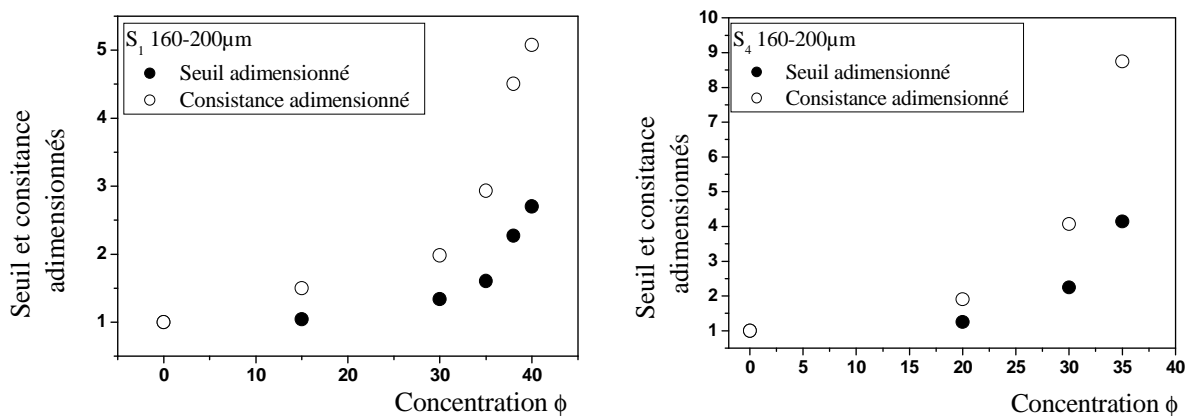 S1 160-200µm
Seuil adimensionné
Consistance adimensionné
Seuil et consitance
adimensionnés
5
4
3
2
1
0 10 20 30 40
Concentration ϕ
S4 160-200µm
Seuil adimensionné
Consistance adimensionné
Seuil et consitance
adimensionnés
10
9
8
7
6
5
4
3
2
1
0 5 10 15 20 25 30 35 40
Concentration ϕ